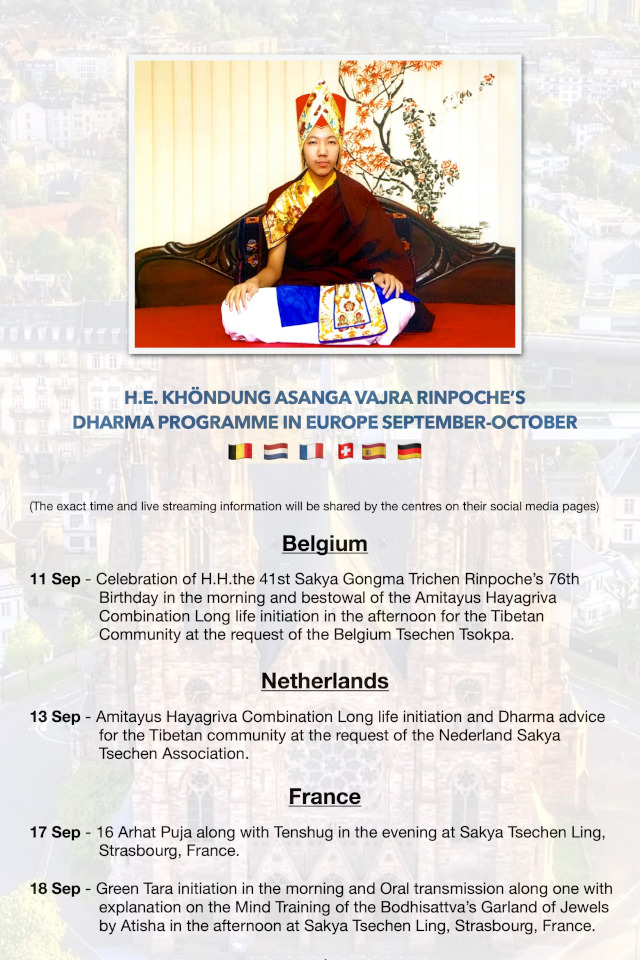 H.E. KHÖNDUNG ASANGA VAJRA RINPOCHE'S
DHARMA PROGRAMME IN EUROPE SEPTEMBER-OCTOBER
(The exact time and live streaming information will be shared by the centres on their social media pages)
Belgium
11 Sep - Celebration of H.H.the 41st Sakya Gongma Trichen Rinpoche's 76th
Birthday in the morning and bestowal of the Amitayus Hayagriva
Combination Long life initiation in the afternoon for the Tibetan
Community at the request of the Belgium Tsechen Tsokpa.
Netherlands
13 Sep - Amitayus Hayagriva Combination Long life initiation and Dharma advice
for the Tibetan community at the request of the Nederland Sakya
Tsechen Association.
France
17 Sep - 16 Arhat Puja along with Tenshug in the evening at Sakya Tsechen Ling,
Strasbourg, France.
18 Sep - Green Tara initiation in the morning and Oral transmission along one with
explanation on the Mind Training of the Bodhisattva's Garland of Jewels
by Atisha in the afternoon at Sakya Tsechen Ling, Strasbourg, France.